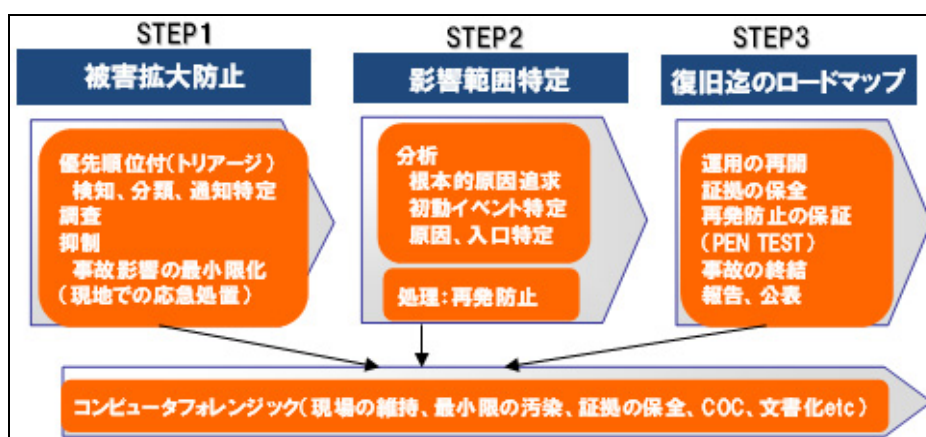 STEP1
被害拡大防止
優先順位付(トリアージ)
検知、分類、通知特定
調査
抑制
事故影響の最小限化
(現地での応急処置)
STEP2
影響範囲特定
分析
根本的原因追求
初動イベント特定
原因、入口特定
処理:再発防止
STEP3
復旧迄のロードマップ
運用の再開
証拠の保全
再発防止の保証
(PEN TEST)
事故の終結
報告、公表
コンピュータフォレンジック(現場の維持、最小限の汚染、証拠の保全、COC、文書化etc)